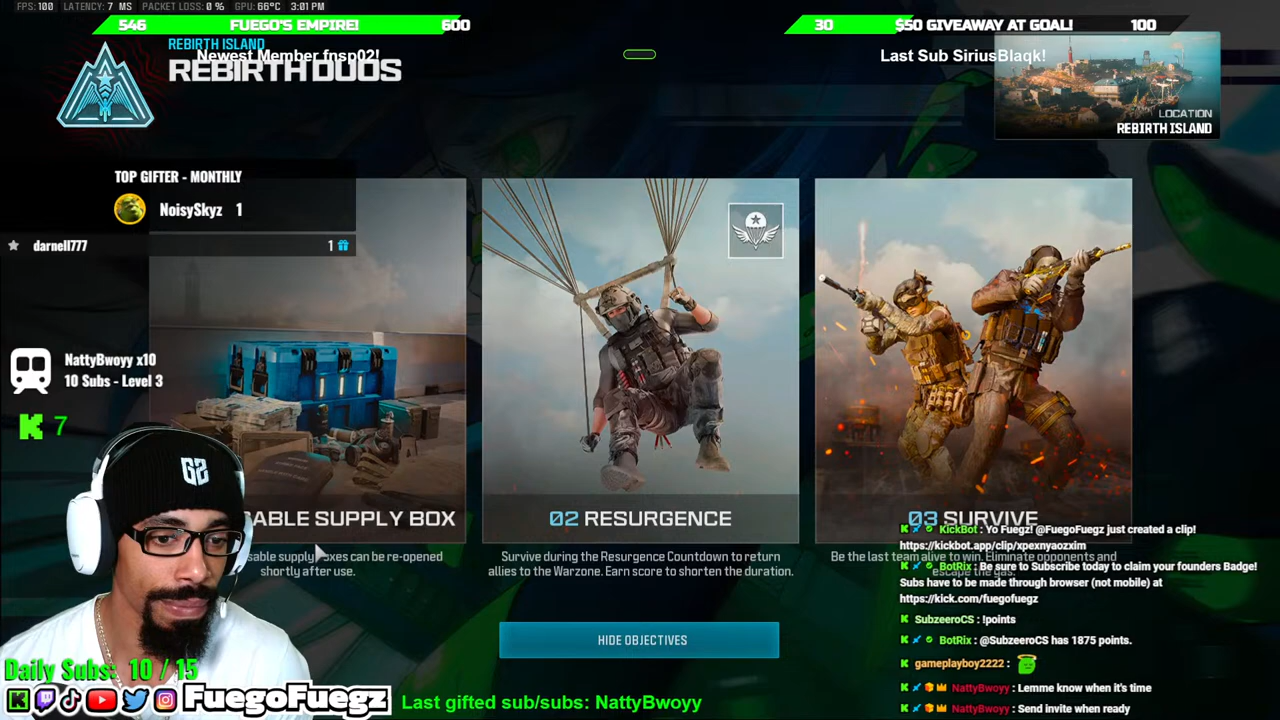 FPS: 100 LATENCY: 7 MS PACKET LOSS: 0 % GPU: 66°C 3:01 PM
546 FUEGO'S EMPIRE! 600
30 $50 GIVEAWAY AT GOAL! 100
REBIRTH ISLAND
Newest Member fnsp02!
REBIRTH DUOS
Last Sub SiriusBlaqk!
LOCATION
REBIRTH ISLAND
TOP GIFTER - MONTHLY
NoisySkyz 1
darnell777 1
NattyBwoyy x10
10 Subs - Level 3
K 7
G2
ABLE SUPPLY BOX
sable supply boxes can be re-opened
shortly after use.
02 RESURGENCE
Survive during the Resurgence Countdown to return
allies to the Warzone. Earn score to shorten the duration.
03 SURVIVE
Be the last team alive to win. Eliminate opponents and
escape the gas.
HIDE OBJECTIVES
KickBot : Yo Fuegz! @FuegoFuegz just created a clip!
https://kickbot.app/clip/xpexnyaozxim
BotRix : Be sure to Subscribe today to claim your founders Badge!
Subs have to be made through browser (not mobile) at
https://kick.com/fuegofuegz
SubzeeroCS : !points
BotRix : @SubzeeroCS has 1875 points.
gameplayboy2222 :
NattyBwoyy : Lemme know when it's time
NattyBwoyy : Send invite when ready
Daily Subs: 10 / 15
FuegoFuegz
Last gifted sub/subs: NattyBwoyy